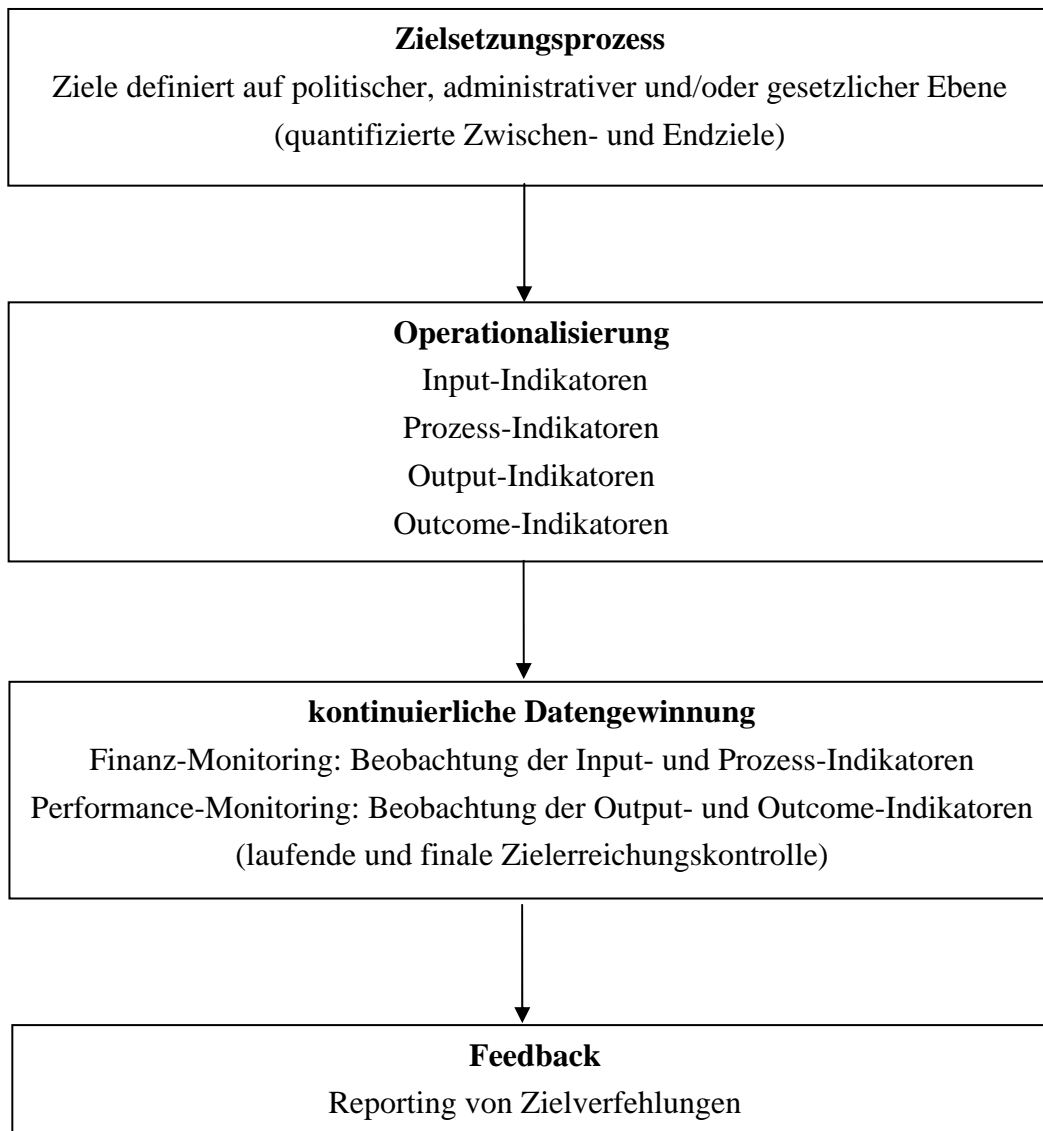 Zielsetzungsprozess
Ziele definiert auf politischer, administrativer und/oder gesetzlicher Ebene
(quantifizierte Zwischen- und Endziele)
Operationalisierung
Input-Indikatoren
Prozess-Indikatoren
Output-Indikatoren
Outcome-Indikatoren
kontinuierliche Datengewinnung
Finanz-Monitoring: Beobachtung der Input- und Prozess-Indikatoren
Performance-Monitoring: Beobachtung der Output- und Outcome-Indikatoren
(laufende und finale Zielerreichungskontrolle)
Feedback
Reporting von Zielverfehlungen